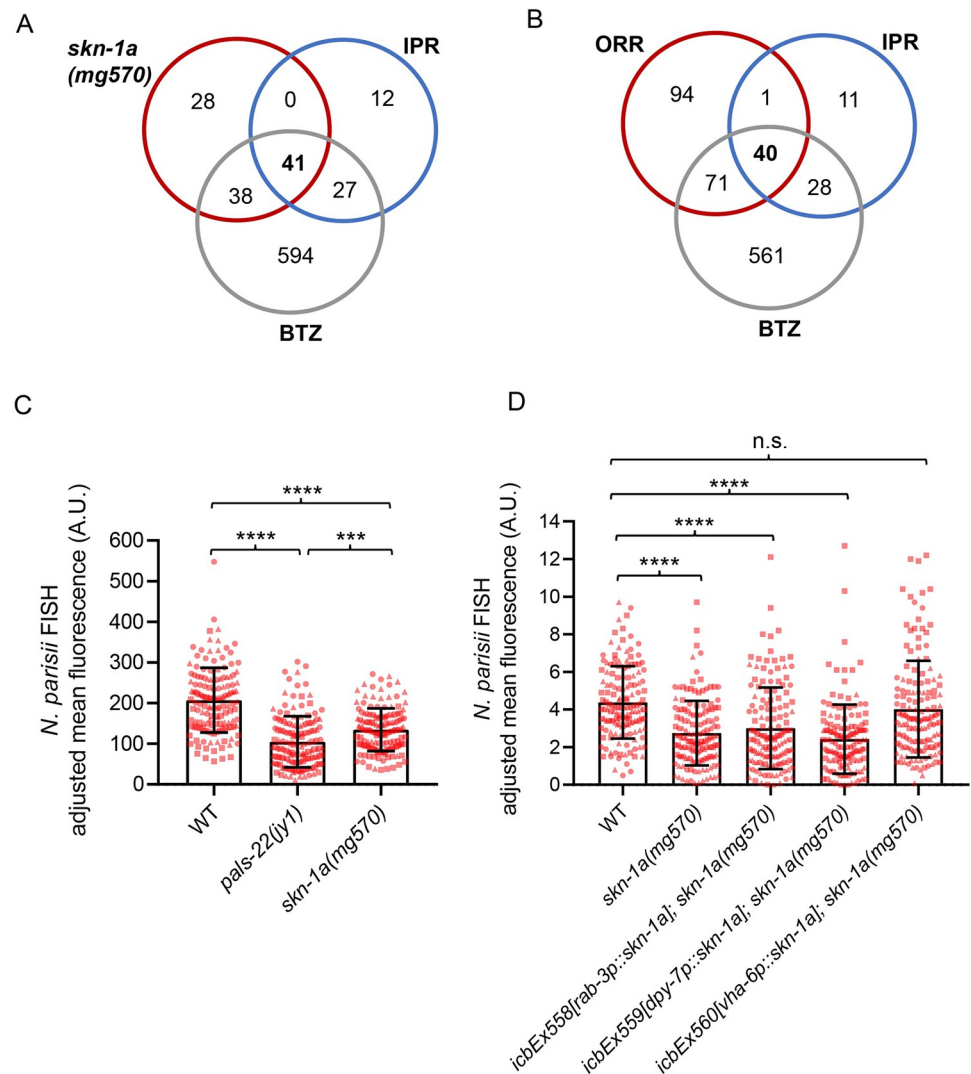 A
skn-1a
(mg570)
IPR
28
0
12
41
38
27
594
BTZ
B
ORR
IPR
94
1
11
40
71
28
561
BTZ
C
N. parisii FISH
adjusted mean fluorescence (A.U.)
600
500
400
300
200
100
0
****
****
***
WT
pals-22(jy1)
skn-1a(mg570)
D
N. parisii FISH
adjusted mean fluorescence (A.U.)
14
12
10
8
6
4
2
0
n.s.
****
****
****
WT
skn-1a(mg570)
icbEx558[rab-3p::skn-1a]; skn-1a(mg570)
icbEx559[dpy-7p::skn-1a]; skn-1a(mg570)
icbEx560[vha-6p::skn-1a]; skn-1a(mg570)